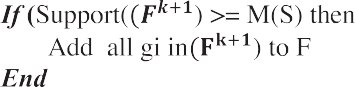 If (Support((F^{k+1}) >= M(S) then
Add all gi in(F^{k+1}) to F
End